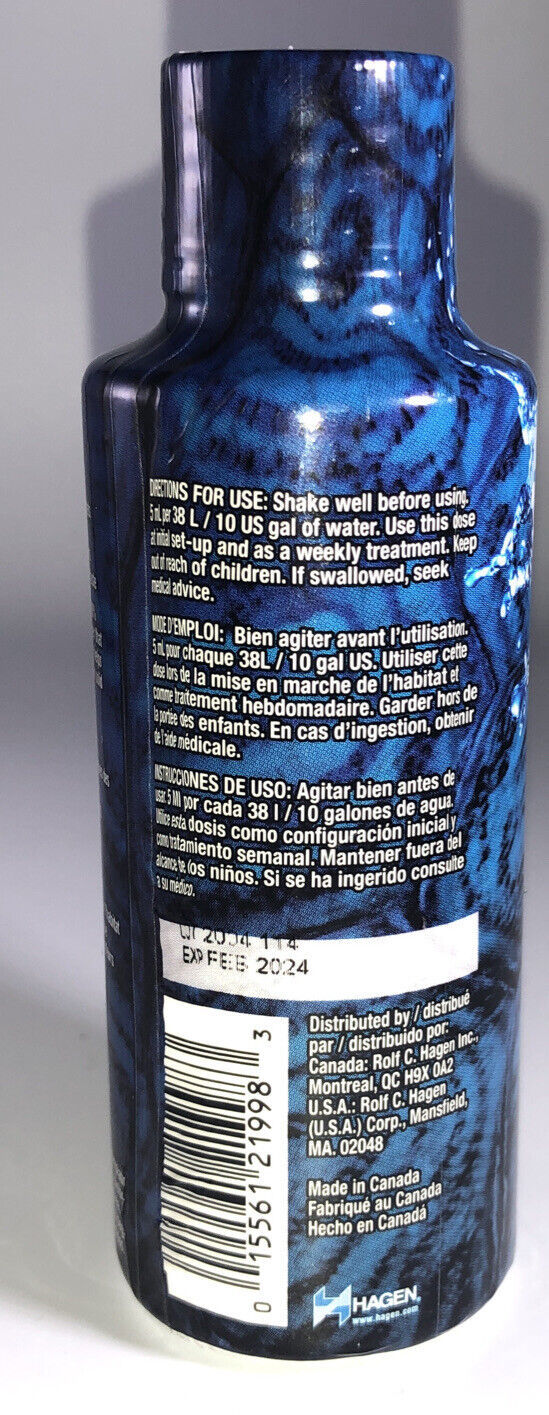 DIRECTIONS FOR USE: Shake well before using.
5 mL per 38 L / 10 US gal of water. Use this dose
at initial set-up and as a weekly treatment. Keep
out of reach of children. If swallowed, seek
medical advice.
MODE D'EMPLOI: Bien agiter avant l'utilisation.
5 mL pour chaque 38L / 10 gal US. Utiliser cette
dose lors de la mise en marche de l'habitat et
comme traitement hebdomadaire. Garder hors de
la portée des enfants. En cas d'ingestion, obtenir
de l'aide médicale.
INSTRUCCIONES DE USO: Agitar bien antes de
usar. 5 Ml por cada 38 l / 10 galones de agua.
Utilice esta dosis como configuración inicial y
como tratamiento semanal. Mantener fuera del
alcance de los niños. Si se ha ingerido consulte
a su médico.
EXP FEB 2024
Distributed by / distribué
par / distribuido por:
Canada: Rolf C. Hagen Inc.,
Montreal, QC H9X 0A2
U.S.A.: Rolf C. Hagen
(U.S.A.) Corp., Mansfield,
MA. 02048
Made in Canada
Fabriqué au Canada
Hecho en Canadá
0 15561 21998 3
HAGEN
www.hagen.com